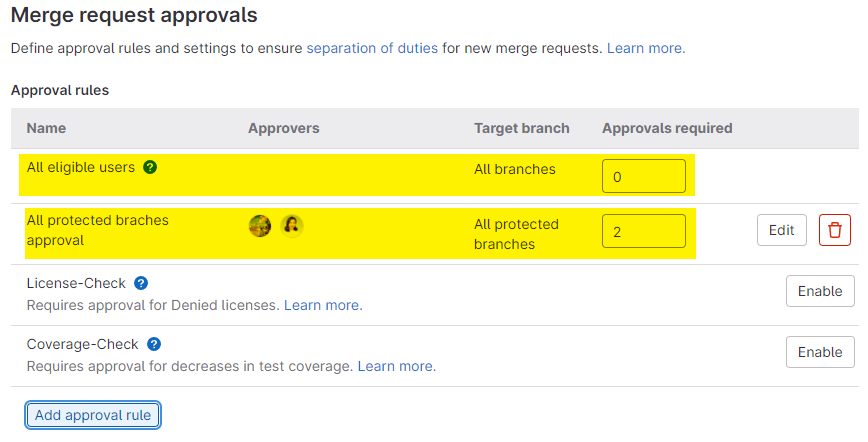 Merge request approvals
Define approval rules and settings to ensure separation of duties for new merge requests. Learn more.
Approval rules
Name Approvers Target branch Approvals required
All eligible users ? All branches 0
All protected braches
approval
All protected
branches
2 Edit
License-Check ?
Requires approval for Denied licenses. Learn more.
Enable
Coverage-Check ?
Requires approval for decreases in test coverage. Learn more.
Enable
Add approval rule